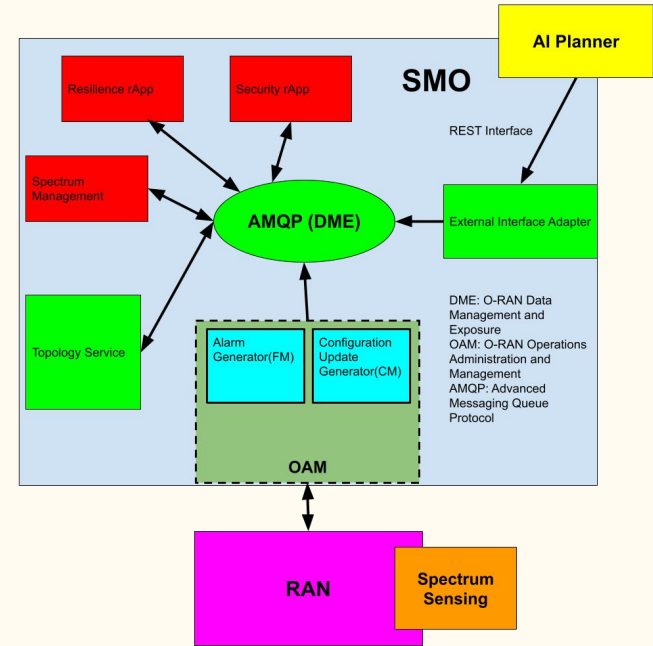 AI Planner
SMO
Resilience rApp
Security rApp
REST Interface
Spectrum
Management
AMQP (DME)
External Interface Adapter
Topology Service
Alarm
Generator(FM)
Configuration
Update
Generator(CM)
OAM
DME: O-RAN Data
Management and
Exposure
OAM: O-RAN Operations
Administration and
Management
AMQP: Advanced
Messaging Queue
Protocol
RAN
Spectrum
Sensing